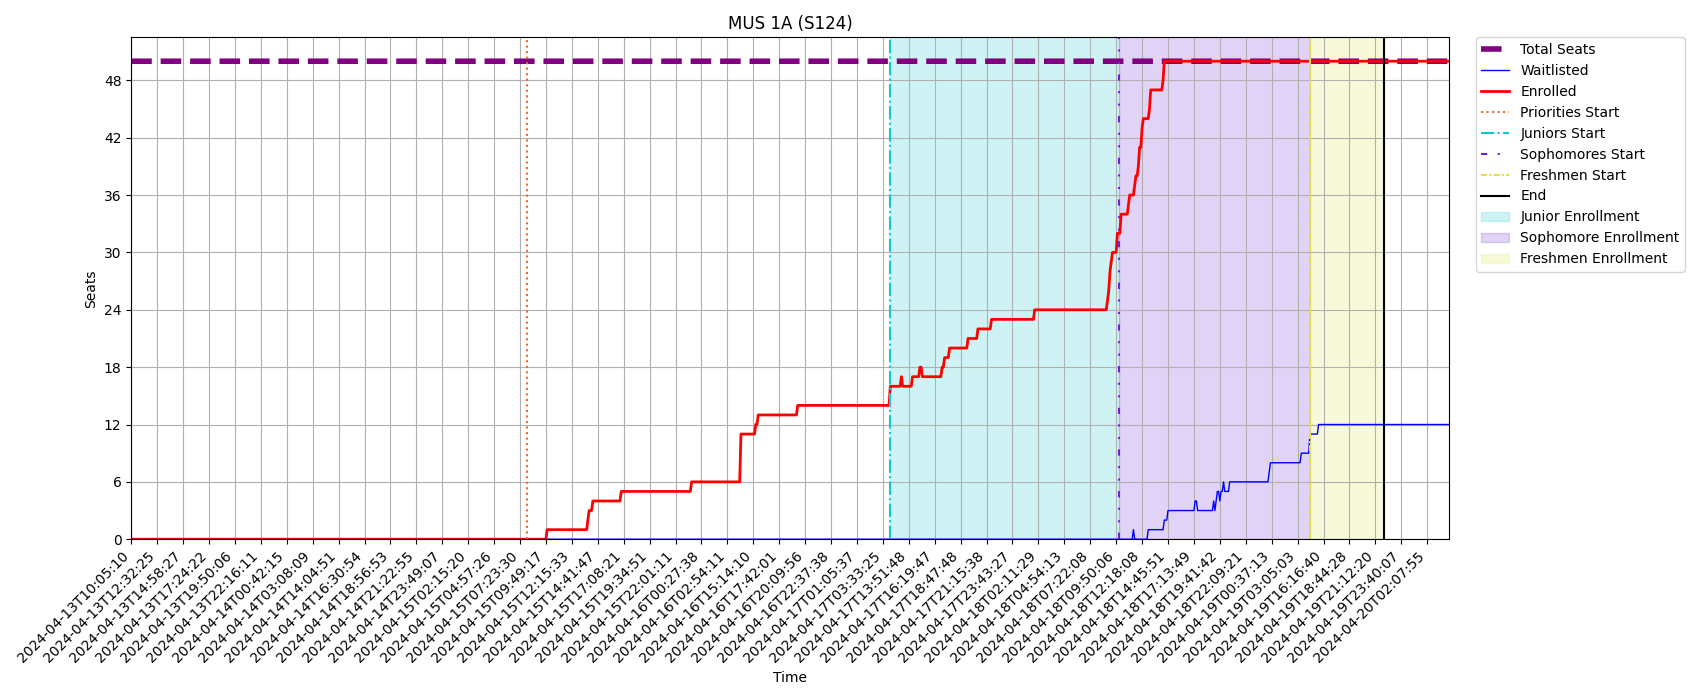 MUS 1A (S124)
Total Seats
Waitlisted
Enrolled
Priorities Start
Juniors Start
Sophomores Start
Freshmen Start
End
Junior Enrollment
Sophomore Enrollment
Freshmen Enrollment
Seats
48
42
36
30
24
18
12
6
0
2024-04-13T10:05:10
2024-04-13T12:32:25
2024-04-13T14:58:27
2024-04-13T17:24:22
2024-04-13T19:50:06
2024-04-13T22:16:11
2024-04-14T00:42:15
2024-04-14T03:08:09
2024-04-14T14:04:51
2024-04-14T16:30:54
2024-04-14T18:56:53
2024-04-14T21:22:55
2024-04-14T23:49:07
2024-04-15T02:15:20
2024-04-15T04:57:26
2024-04-15T07:23:30
2024-04-15T09:49:17
2024-04-15T12:15:33
2024-04-15T14:41:47
2024-04-15T17:08:21
2024-04-15T19:34:51
2024-04-15T22:01:11
2024-04-16T00:27:38
2024-04-16T02:54:11
2024-04-16T15:14:10
2024-04-16T17:42:01
2024-04-16T20:09:56
2024-04-16T22:37:38
2024-04-17T01:05:37
2024-04-17T03:33:25
2024-04-17T13:51:48
2024-04-17T16:19:47
2024-04-17T18:47:48
2024-04-17T21:15:38
2024-04-17T23:43:27
2024-04-18T02:11:29
2024-04-18T04:54:13
2024-04-18T07:22:08
2024-04-18T09:50:06
2024-04-18T12:18:08
2024-04-18T14:45:51
2024-04-18T17:13:49
2024-04-18T19:41:42
2024-04-18T22:09:21
2024-04-19T00:37:13
2024-04-19T03:05:03
2024-04-19T16:16:40
2024-04-19T18:44:28
2024-04-19T21:12:20
2024-04-19T23:40:07
2024-04-20T02:07:55
Time